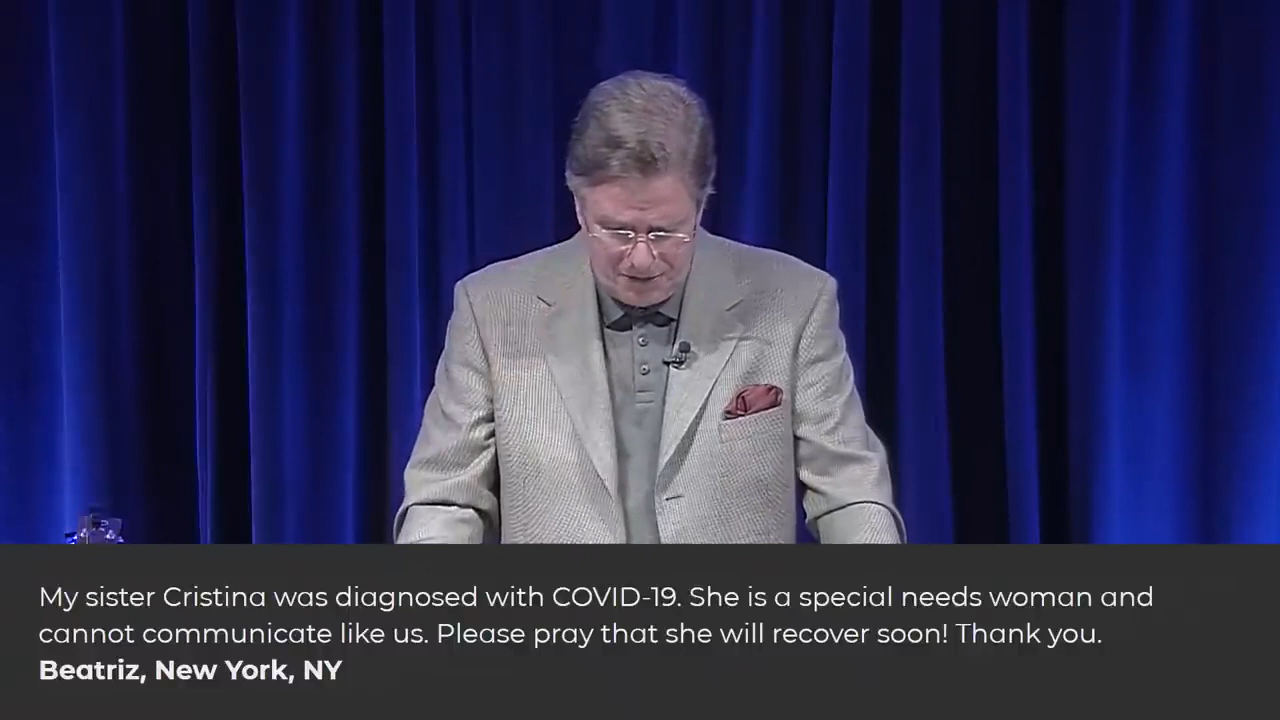 My sister Cristina was diagnosed with COVID-19. She is a special needs woman and
cannot communicate like us. Please pray that she will recover soon! Thank you.
Beatriz, New York, NY